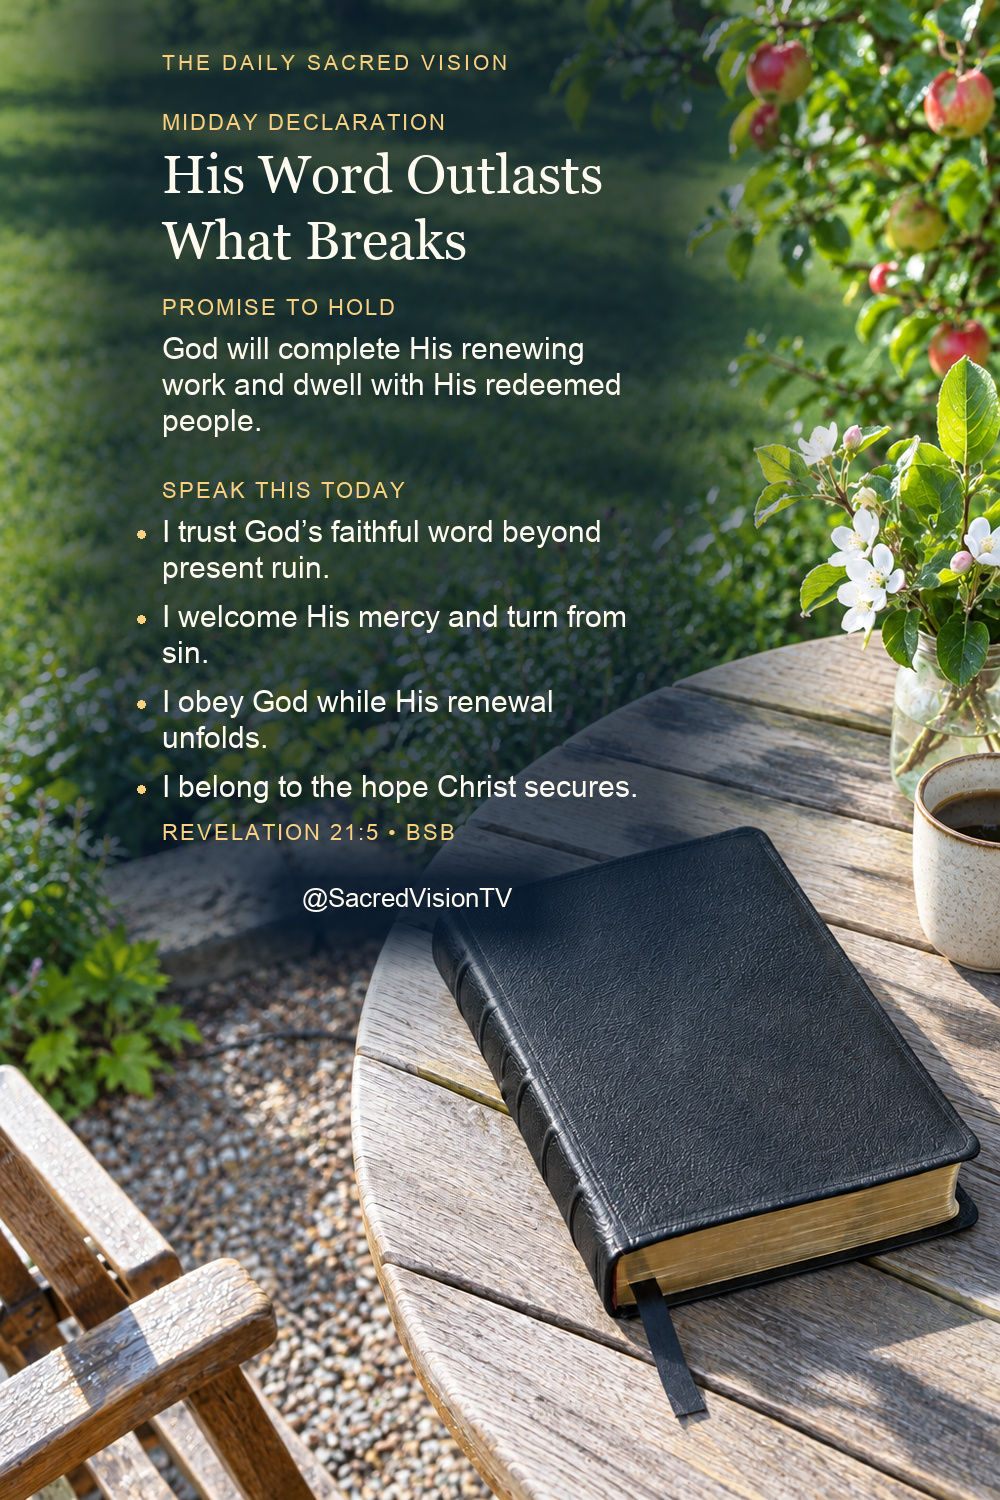 THE DAILY SACRED VISION
MIDDAY DECLARATION
His Word Outlasts
What Breaks
PROMISE TO HOLD
God will complete His renewing
work and dwell with His redeemed
people.
SPEAK THIS TODAY
• I trust God’s faithful word beyond
present ruin.
• I welcome His mercy and turn from
sin.
• I obey God while His renewal
unfolds.
• I belong to the hope Christ secures.
REVELATION 21:5 • BSB
@SacredVisionTV